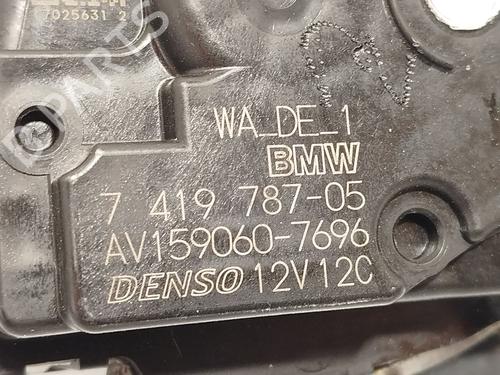 7025631 2
WA_DE_1
BMW
7 419 787-05
AV159060-7696
DENSO 12V12C